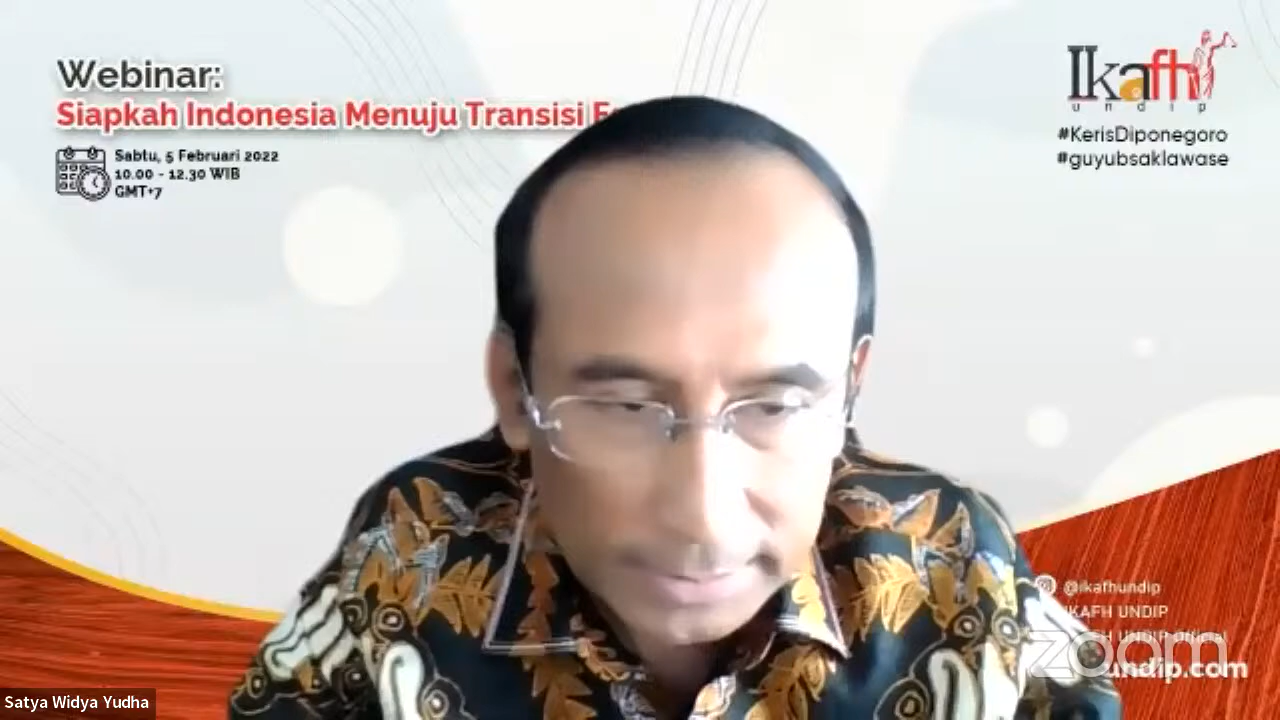 Webinar:
Siapkah Indonesia Menuju Transisi
Sabtu, 5 Februari 2022
10.00 - 12.30 WIB
GMT+7
Ikafh
undip
#KerisDiponegoro
#guyubsaklawase
@ikafhundip
IKAFH UNDIP
UNDIP Official
undip.com
zoom
Satya Widya Yudha